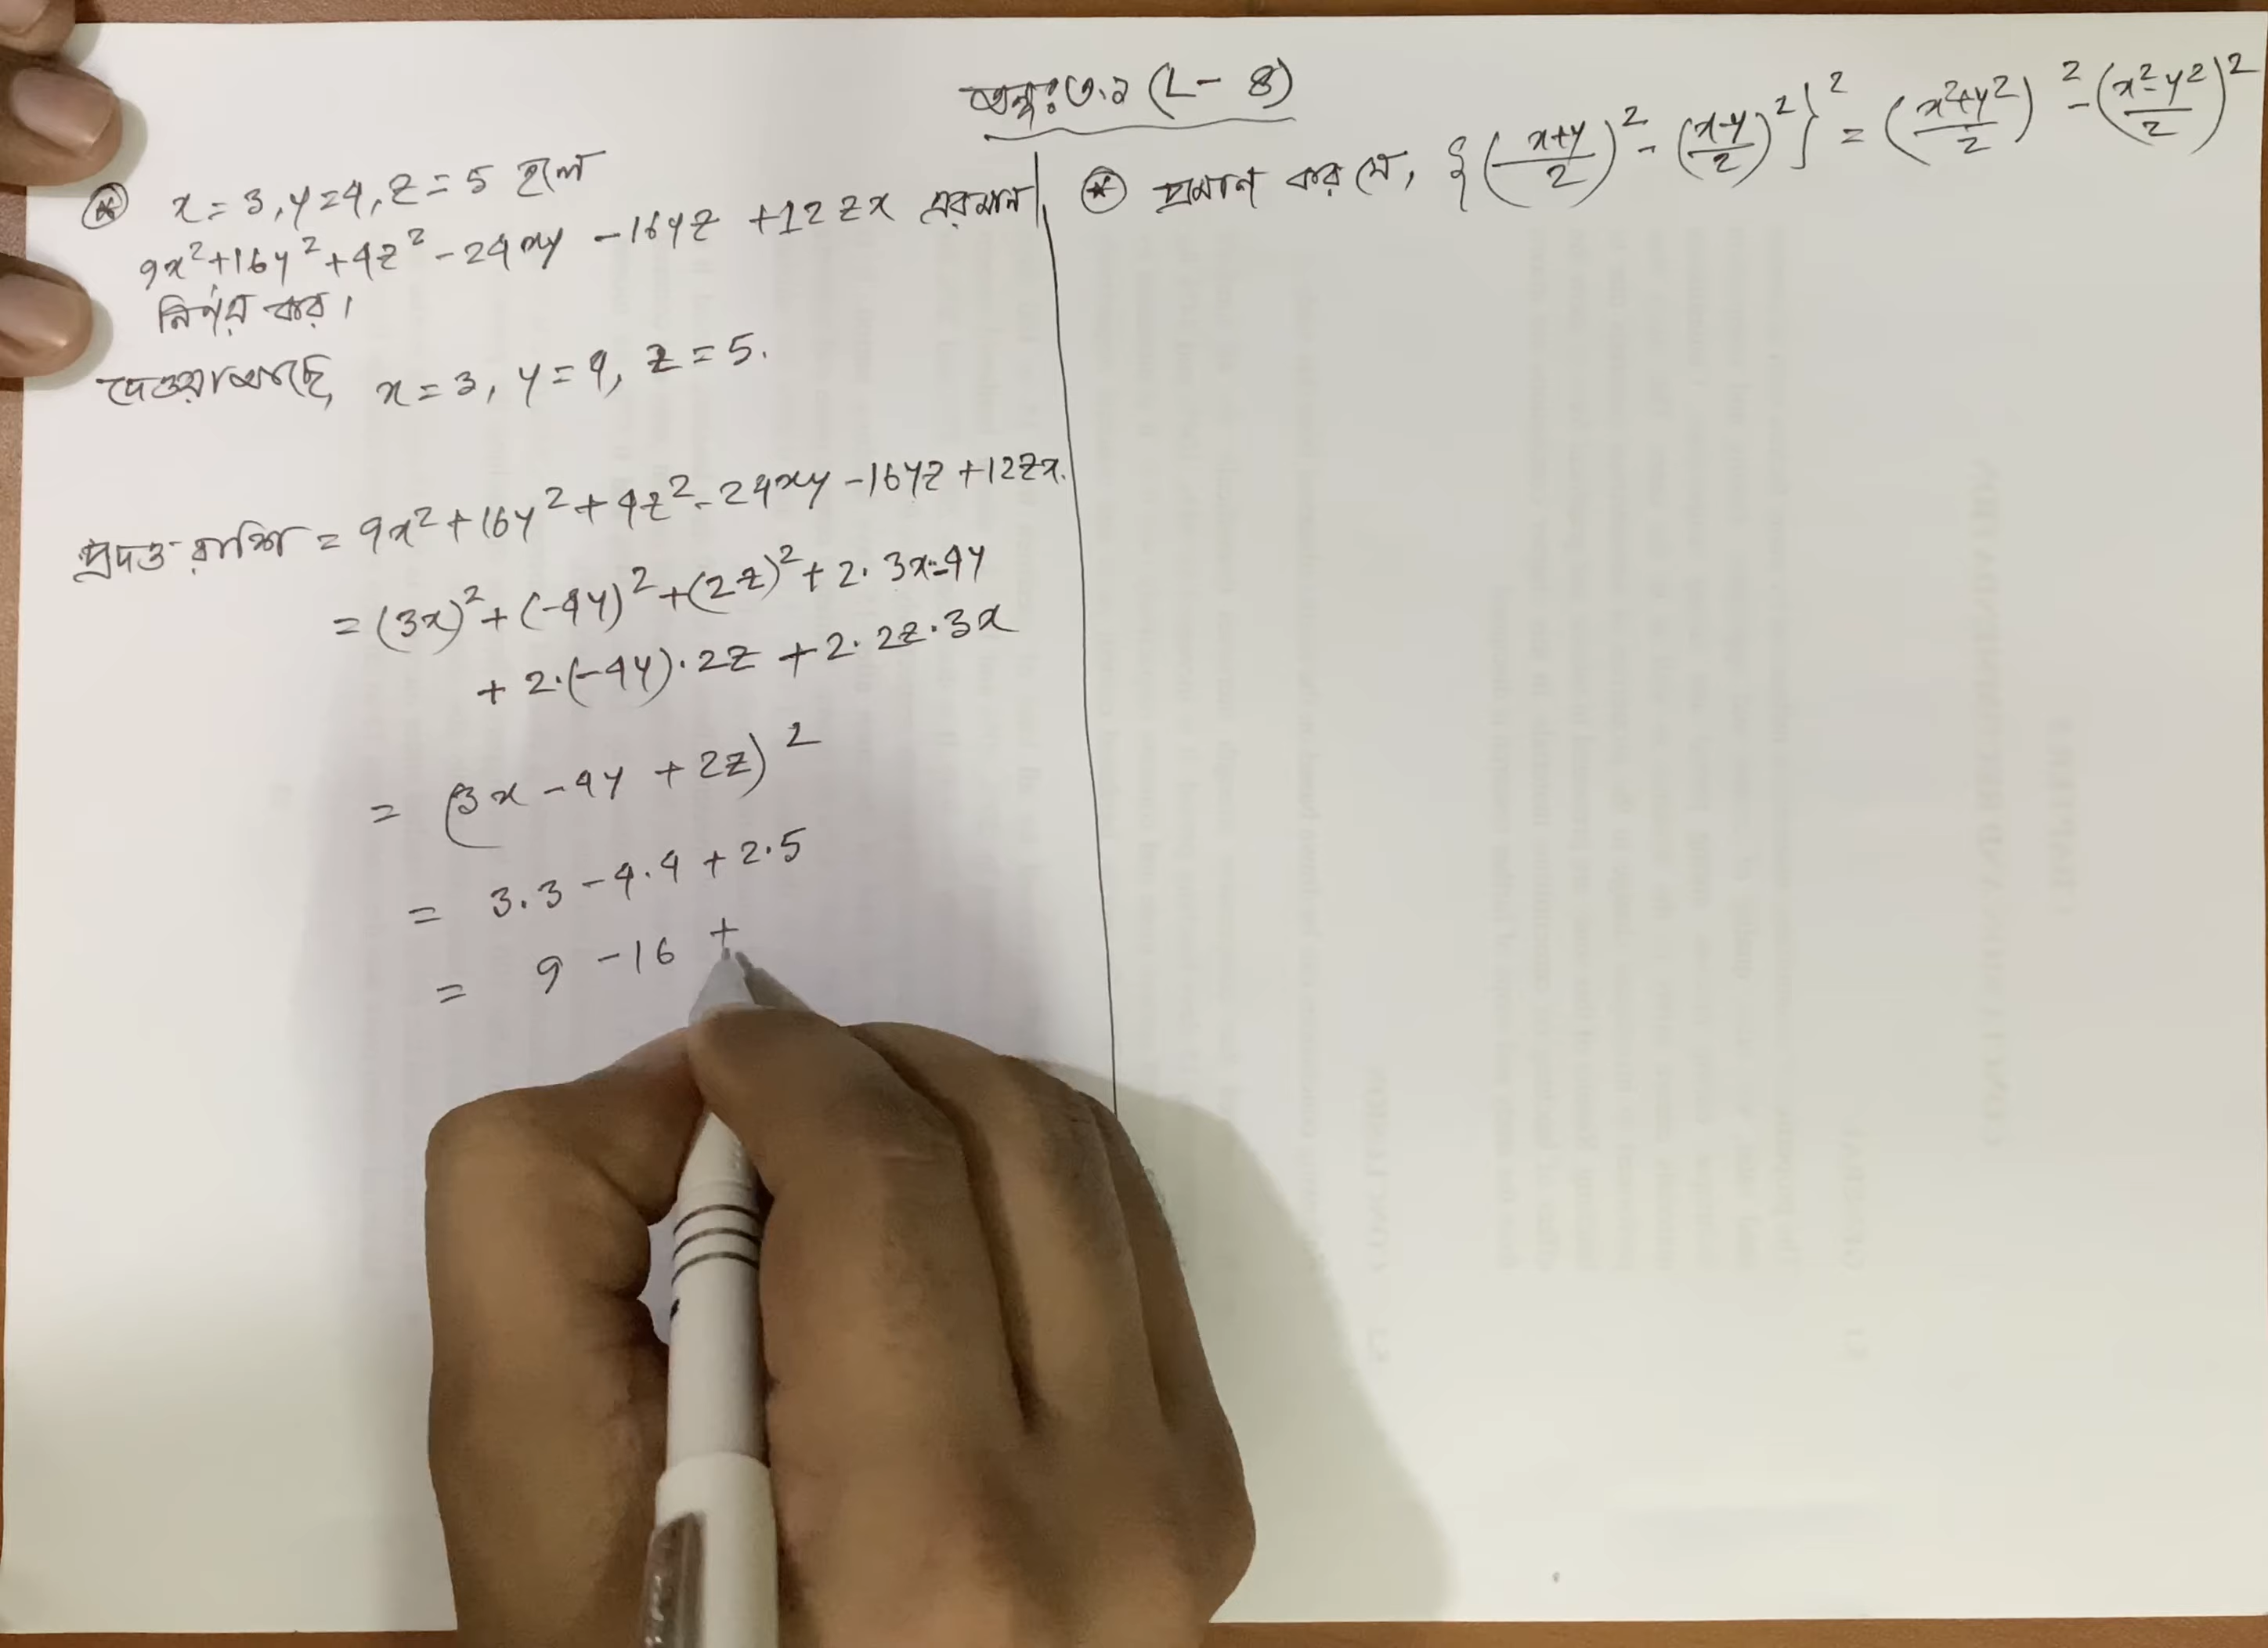 অনুঃ ৩.২ (L- 8)
⊛ x = 3, y = 4, z = 5 হলে
9x² + 16y² + 4z² - 24xy - 16yz + 12zx এর মান
নির্ণয় কর।
দেওয়া আছে, x = 3, y = 4, z = 5.
প্রদত্ত রাশি = 9x² + 16y² + 4z² - 24xy - 16yz + 12zx.
= (3x)² + (-4y)² + (2z)² + 2. 3x.-4y
+ 2.(-4y).2z + 2. 2z.3x
= (3x - 4y + 2z)²
= 3.3 - 4.4 + 2.5
= 9 - 16 +
⊛ প্রমাণ কর যে, {((x+y)/2)² - ((x-y)/2)²}² = ((x²+y²)/2)² - ((x²-y²)/2)²